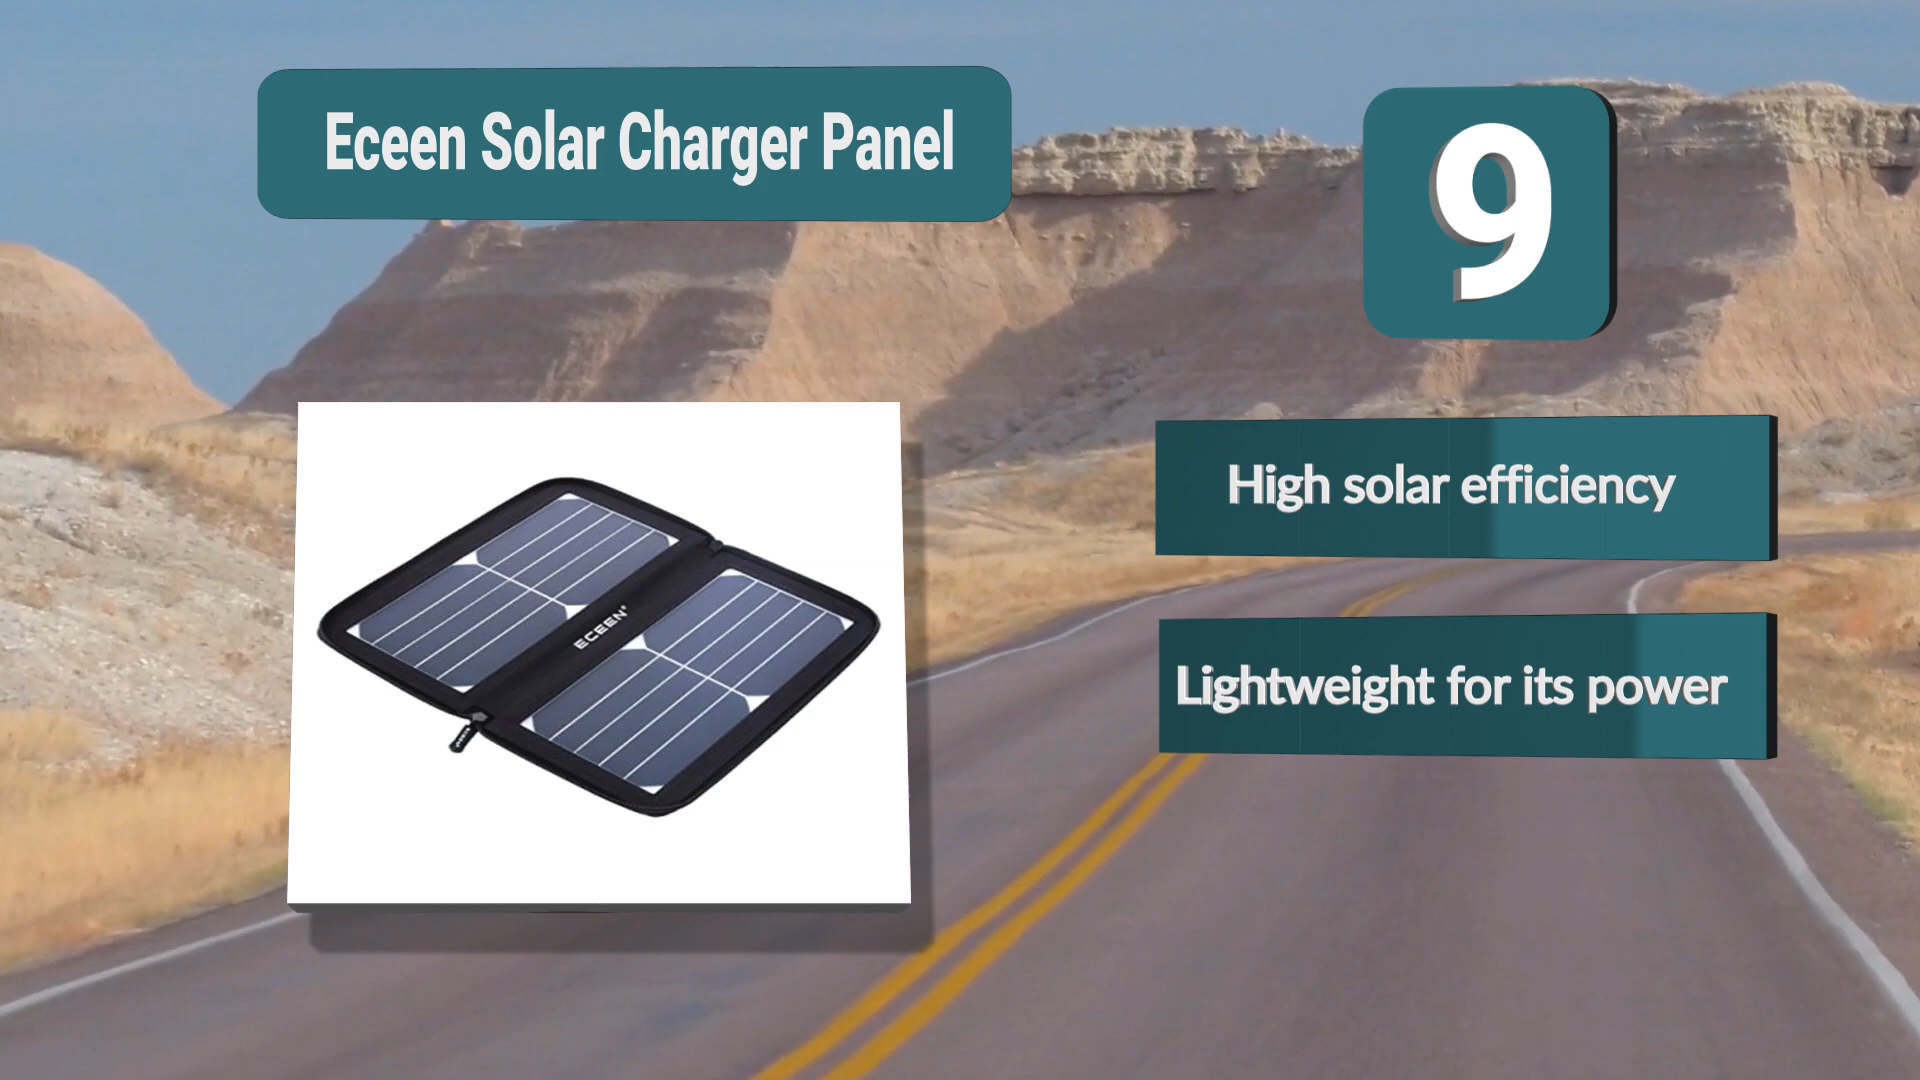 Eceen Solar Charger Panel
9
High solar efficiency
ECEEN
Lightweight for its power